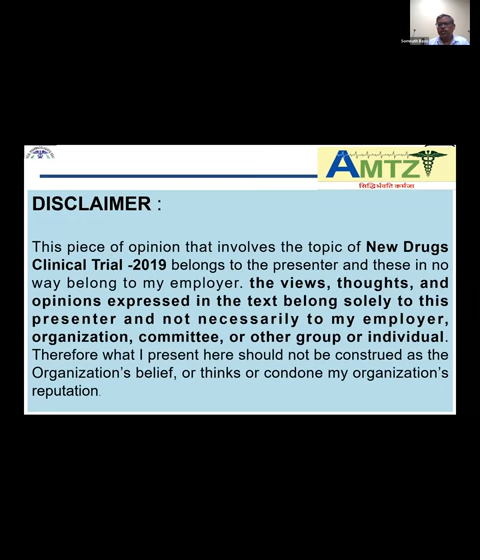 AMTZ
सिद्धिर्भवति कर्मजा
DISCLAIMER :
This piece of opinion that involves the topic of New Drugs
Clinical Trial -2019 belongs to the presenter and these in no
way belong to my employer. the views, thoughts, and
opinions expressed in the text belong solely to this
presenter and not necessarily to my employer,
organization, committee, or other group or individual.
Therefore what I present here should not be construed as the
Organization's belief, or thinks or condone my organization's
reputation.